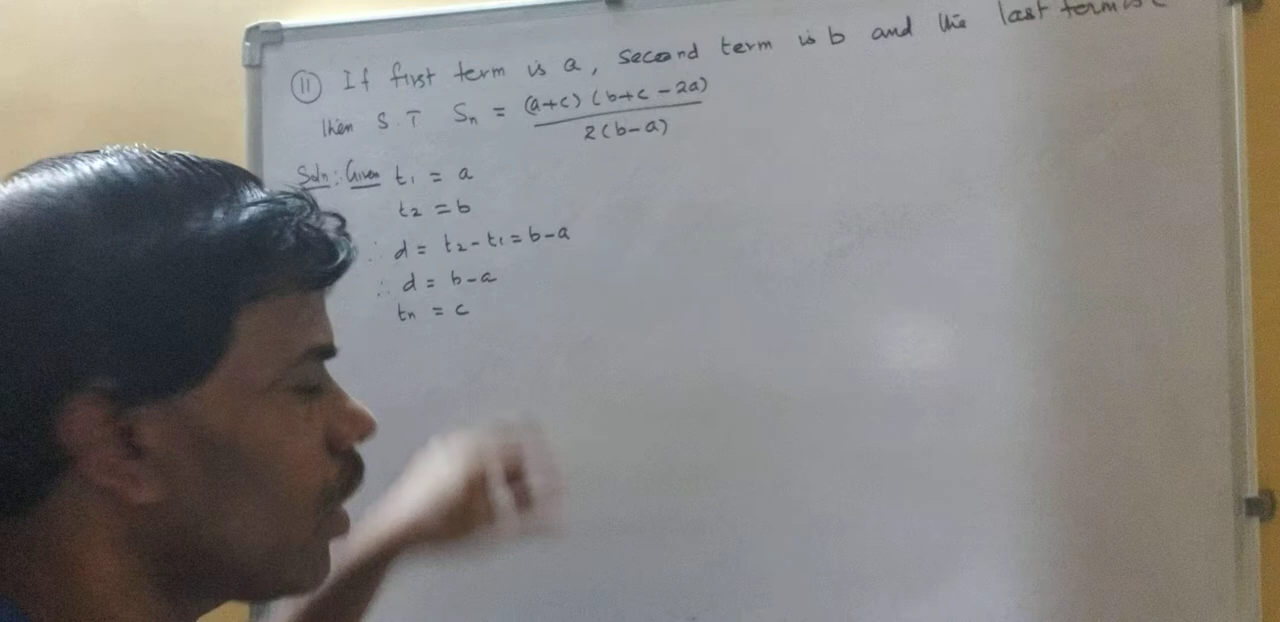 (11) If first term is a, second term is b and the last term is c
then S.T Sn = (a+c) (b+c-2a) / 2(b-a)
Soln: Given t1 = a
t2 = b
∴ d = t2 - t1 = b-a
∴ d = b-a
tn = c